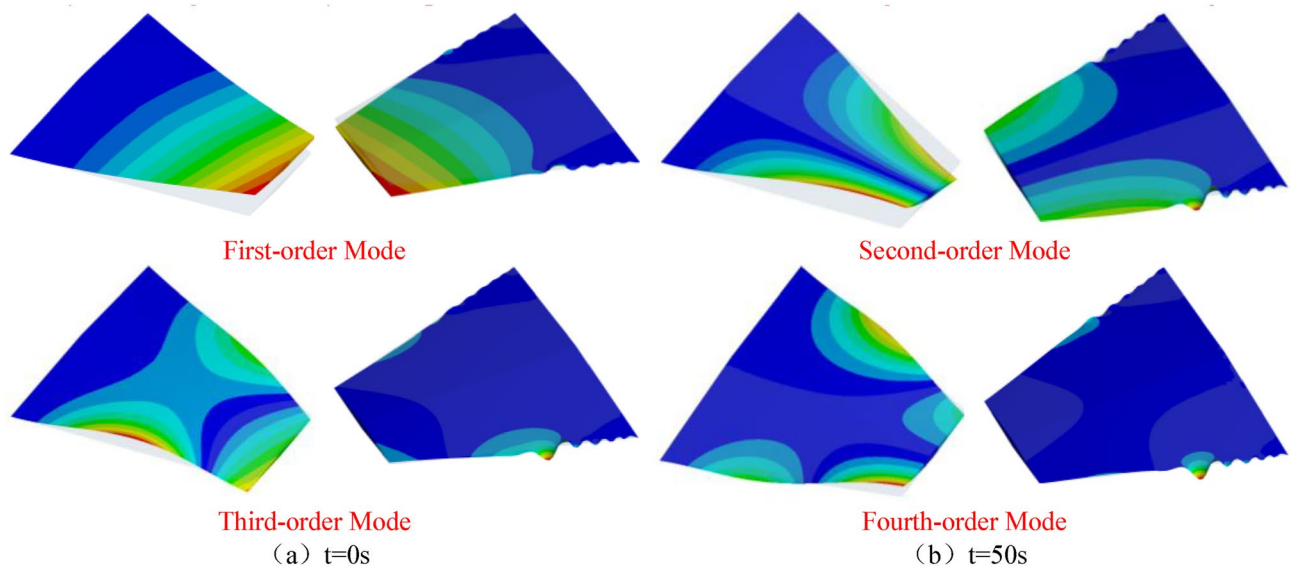 First-order Mode
Second-order Mode
Third-order Mode
Fourth-order Mode
（a）t=0s
（b）t=50s